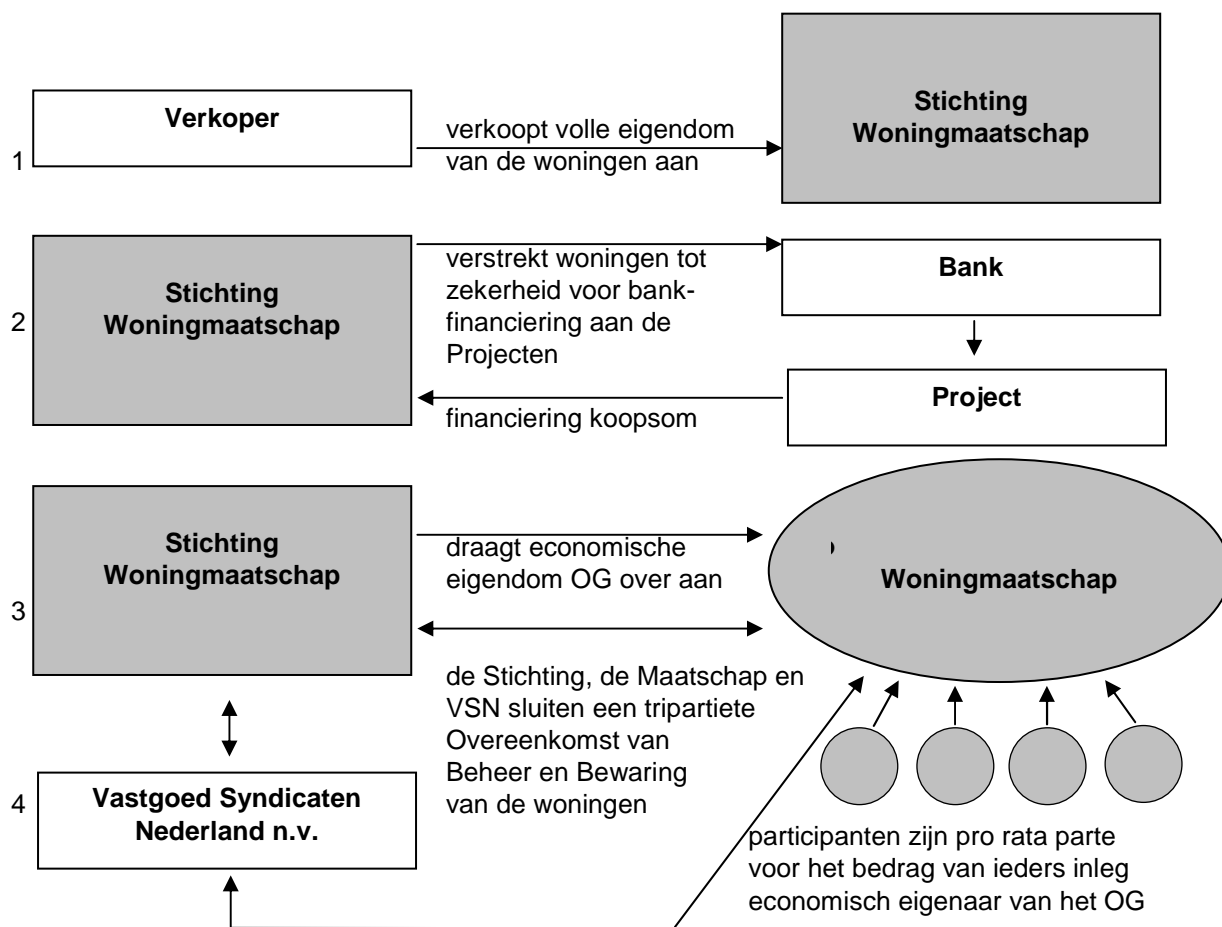 1
Verkoper
verkoopt volle eigendom
van de woningen aan
Stichting
Woningmaatschap
2
Stichting
Woningmaatschap
verstrekt woningen tot
zekerheid voor bank-
financiering aan de
Projecten
Bank
Project
financiering koopsom
3
Stichting
Woningmaatschap
draagt economische
eigendom OG over aan
Woningmaatschap
de Stichting, de Maatschap en
VSN sluiten een tripartiete
Overeenkomst van
Beheer en Bewaring
van de woningen
4
Vastgoed Syndicaten
Nederland n.v.
participanten zijn pro rata parte
voor het bedrag van ieders inleg
economisch eigenaar van het OG